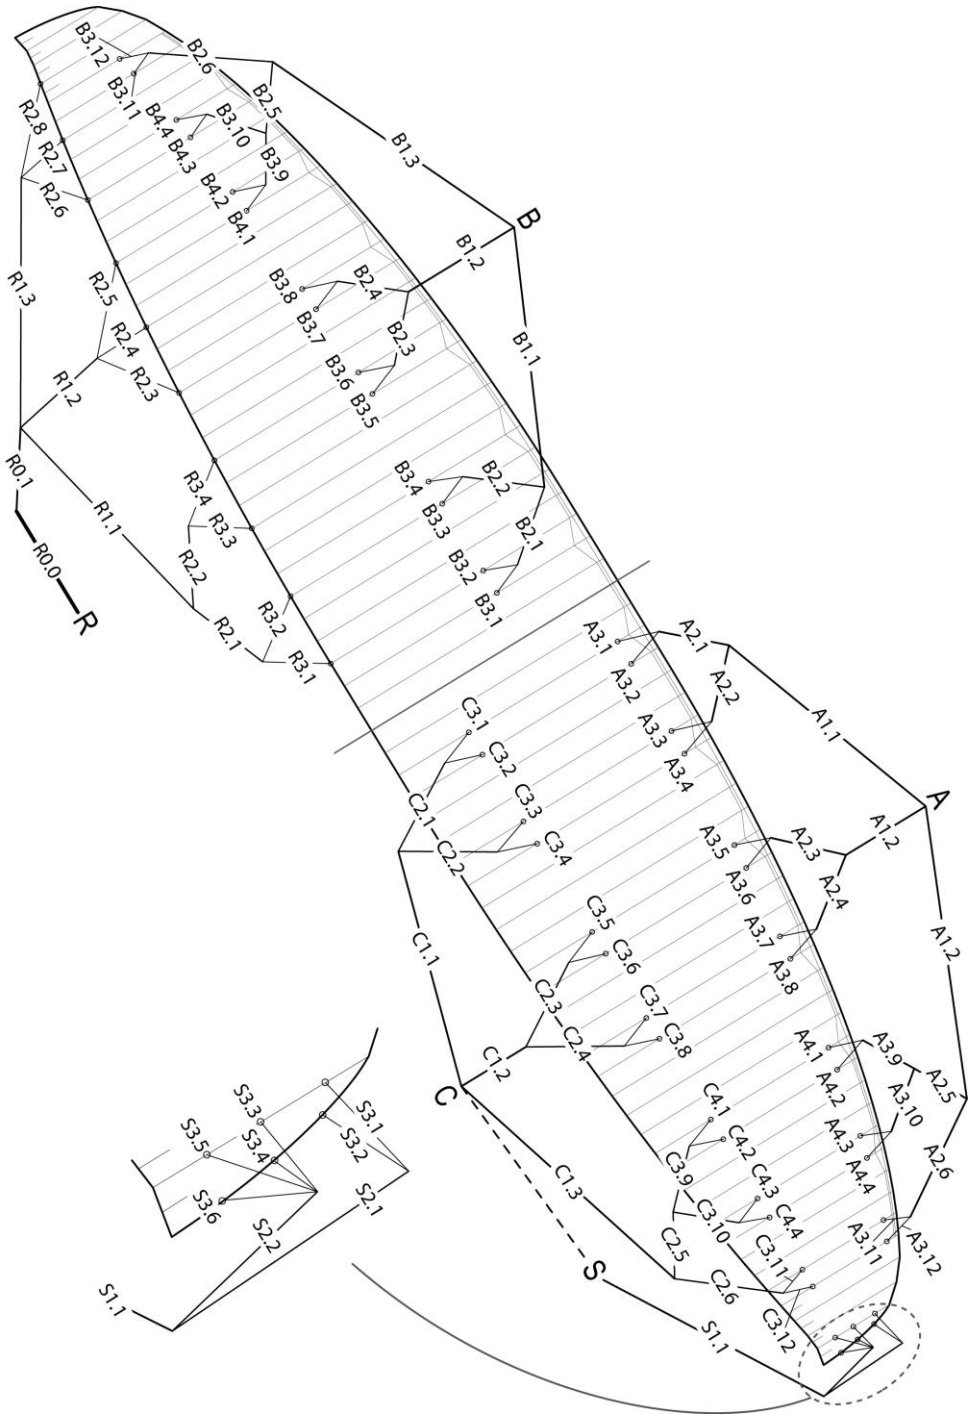 B3.12
B2.6
B3.11
B2.5
B4.4
B3.10
B4.3
B3.9
B4.2
B4.1
B1.3
B
B1.2
B1.1
R2.8
R2.7
R2.6
R1.3
R2.5
R2.4
R2.3
R1.2
R0.1
R0.0
R
R1.1
R3.4
R3.3
R2.2
R3.2
R2.1
R3.1
B3.8
B2.4
B3.7
B2.3
B3.6
B3.5
B3.4
B2.2
B3.3
B2.1
B3.2
B3.1
A3.1
A2.1
A3.2
A2.2
A3.3
A3.4
A1.1
A
A1.2
A3.5
A2.3
A3.6
A2.4
A3.7
A3.8
A1.2
A4.1
A3.9
A2.5
A4.2
A3.10
A4.3
A4.4
A2.6
A3.11
A3.12
C3.1
C3.2
C3.3
C3.4
C2.1
C2.2
C1.1
C3.5
C3.6
C2.3
C3.7
C3.8
C2.4
C1.2
C
C4.1
C4.2
C3.9
C4.3
C4.4
C3.10
C1.3
C2.5
C3.11
C2.6
C3.12
S
S1.1
S3.1
S3.3
S3.2
S3.5
S3.4
S3.6
S2.1
S2.2
S1.1